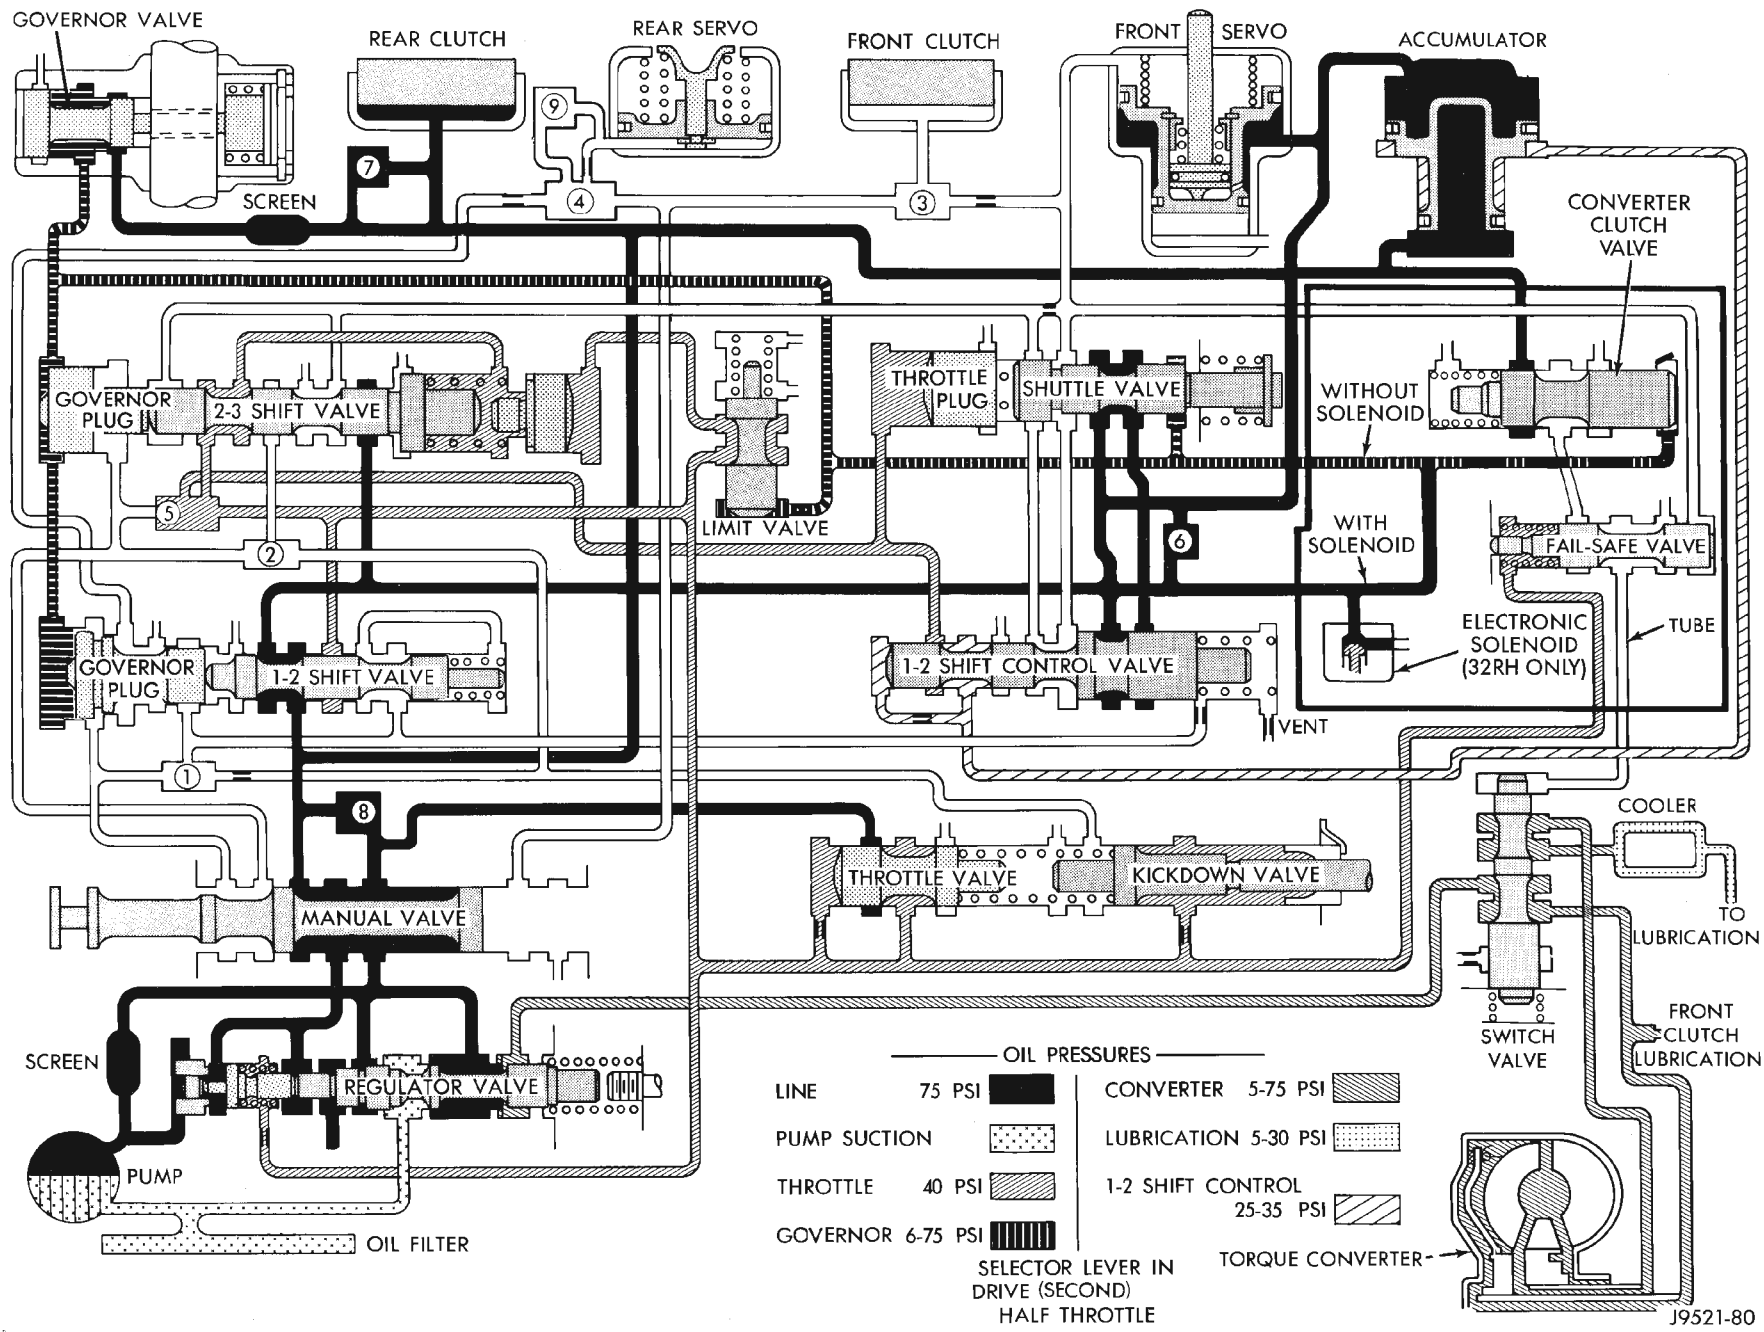 GOVERNOR VALVE
REAR CLUTCH
REAR SERVO
FRONT CLUTCH
FRONT SERVO
ACCUMULATOR
9
7
4
3
SCREEN
CONVERTER
CLUTCH
VALVE
GOVERNOR
PLUG
2-3 SHIFT VALVE
THROTTLE
PLUG
SHUTTLE VALVE
WITHOUT
SOLENOID
5
LIMIT VALVE
2
6
WITH
SOLENOID
FAIL-SAFE VALVE
ELECTRONIC
SOLENOID
(32RH ONLY)
TUBE
GOVERNOR
PLUG
1-2 SHIFT VALVE
1-2 SHIFT CONTROL VALVE
VENT
1
8
COOLER
THROTTLE VALVE
KICKDOWN VALVE
MANUAL VALVE
TO
LUBRICATION
FRONT
CLUTCH
LUBRICATION
SWITCH
VALVE
SCREEN
REGULATOR VALVE
PUMP
OIL FILTER
OIL PRESSURES
LINE 75 PSI
PUMP SUCTION
THROTTLE 40 PSI
GOVERNOR 6-75 PSI
CONVERTER 5-75 PSI
LUBRICATION 5-30 PSI
1-2 SHIFT CONTROL
25-35 PSI
SELECTOR LEVER IN
DRIVE (SECOND)
HALF THROTTLE
TORQUE CONVERTER
J9521-80